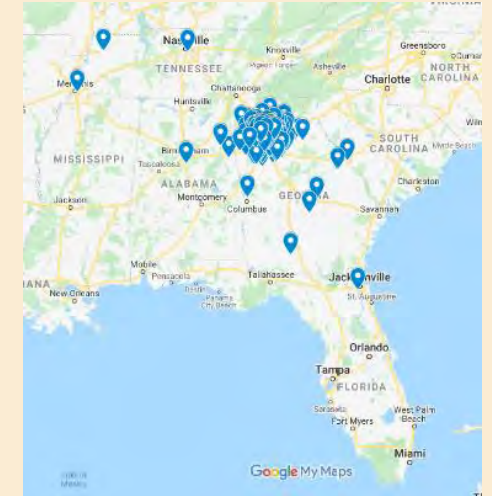 Nashville
Knoxville
Greensboro
TENNESSEE
Asheville
NORTH
CAROLINA
Charlotte
Memphis
Chattanooga
Huntsville
SOUTH
CAROLINA
Myrtle Beach
MISSISSIPPI
Birmingham
Tuscaloosa
ALABAMA
Charleston
Jackson
Montgomery
Columbus
GEORGIA
Savannah
Mobile
Pensacola
Tallahassee
Jacksonville
New Orleans
Panama
City Beach
St. Augustine
Orlando
Tampa
FLORIDA
Sarasota
Fort Myers
West Palm
Beach
Miami
Google My Maps